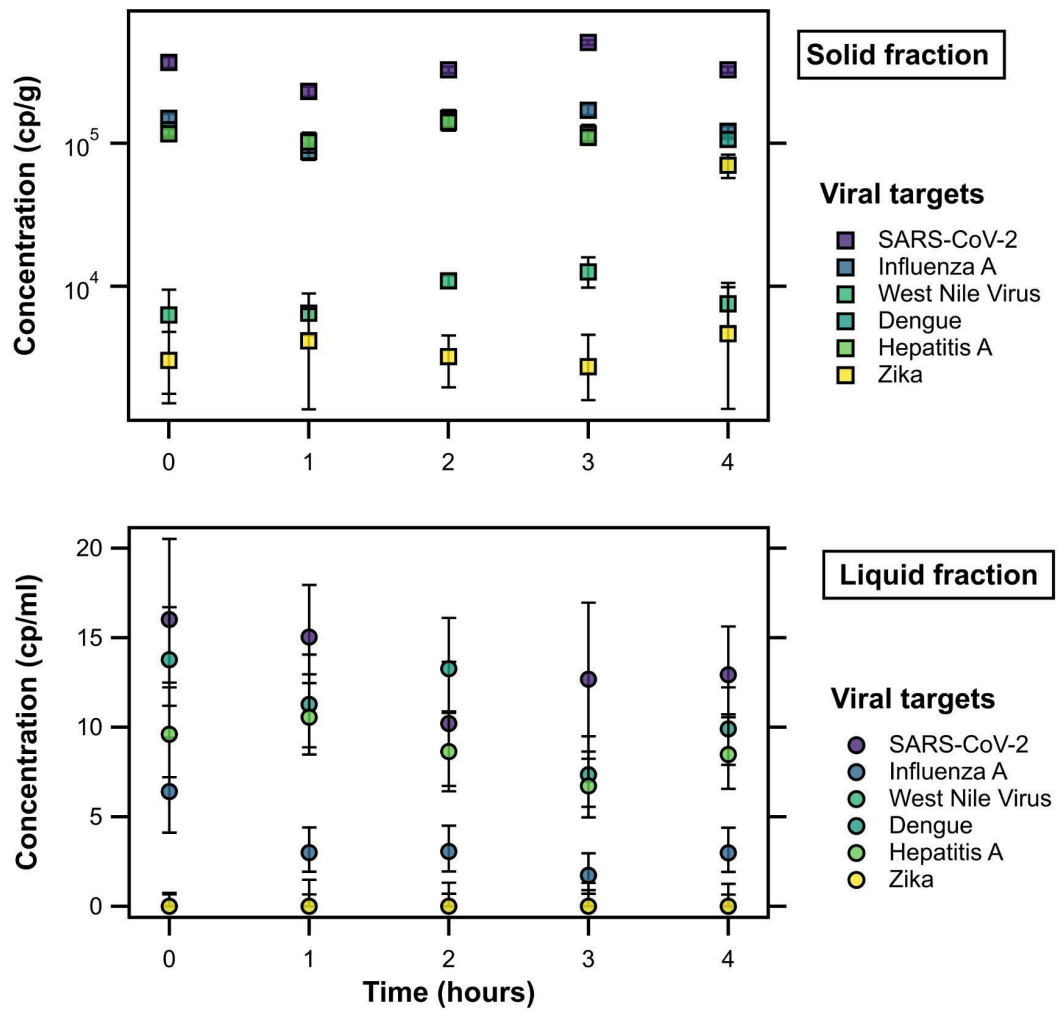 Solid fraction
Concentration (cp/g)
10^5
10^4
0 1 2 3 4
Viral targets
SARS-CoV-2
Influenza A
West Nile Virus
Dengue
Hepatitis A
Zika
Liquid fraction
Concentration (cp/ml)
20
15
10
5
0
0 1 2 3 4
Time (hours)
Viral targets
SARS-CoV-2
Influenza A
West Nile Virus
Dengue
Hepatitis A
Zika